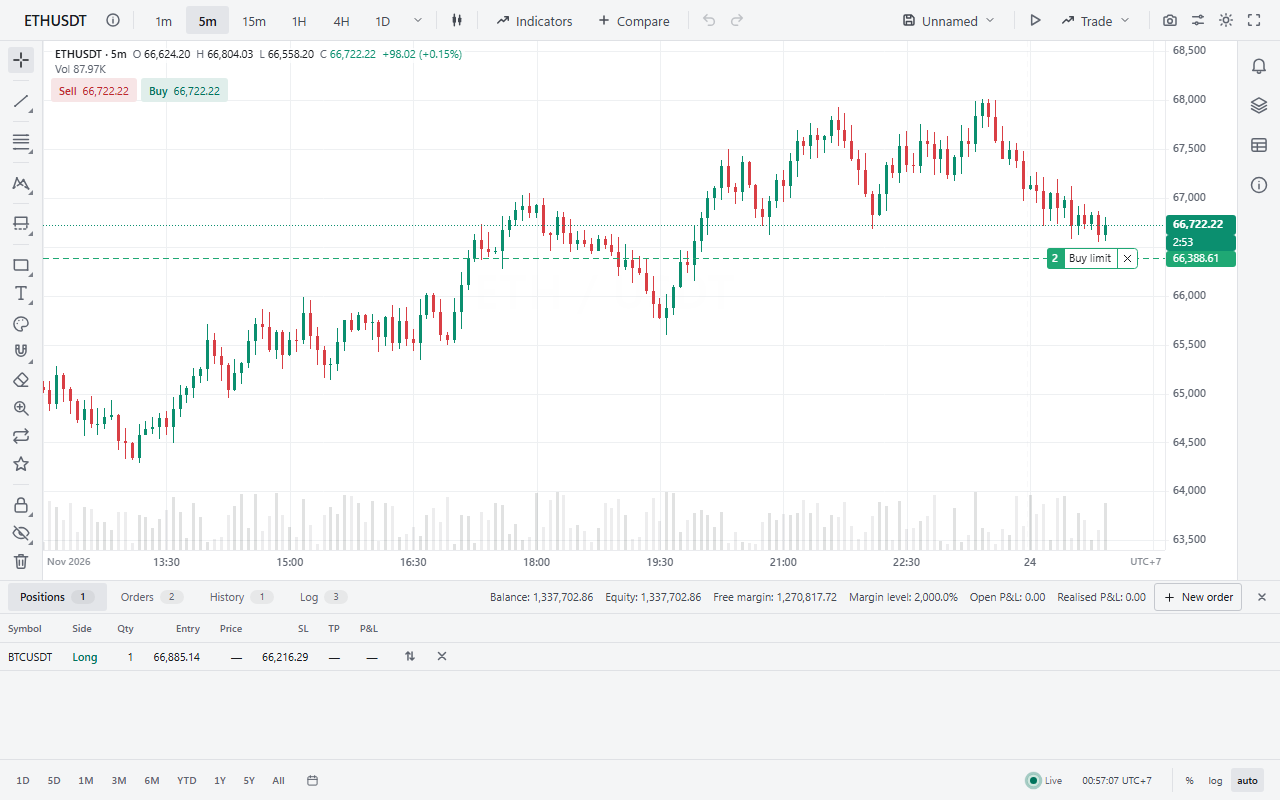 ETHUSDT 1m 5m 15m 1H 4H 1D Indicators Compare Unnamed Trade
ETHUSDT · 5m O 66,624.20 H 66,804.03 L 66,558.20 C 66,722.22 +98.02 (+0.15%)
Vol 87.97K
Sell 66,722.22 Buy 66,722.22
68,500
68,000
67,500
67,000
66,722.22
2:53
2 Buy limit 66,388.61
66,000
65,500
65,000
64,500
64,000
63,500
Nov 2026 13:30 15:00 16:30 18:00 19:30 21:00 22:30 24 UTC+7
Positions 1 Orders 2 History 1 Log 3 Balance: 1,337,702.86 Equity: 1,337,702.86 Free margin: 1,270,817.72 Margin level: 2,000.0% Open P&L: 0.00 Realised P&L: 0.00 New order
Symbol Side Qty Entry Price SL TP P&L
BTCUSDT Long 1 66,885.14 — 66,216.29 — —
1D 5D 1M 3M 6M YTD 1Y 5Y All Live 00:57:07 UTC+7 % log auto